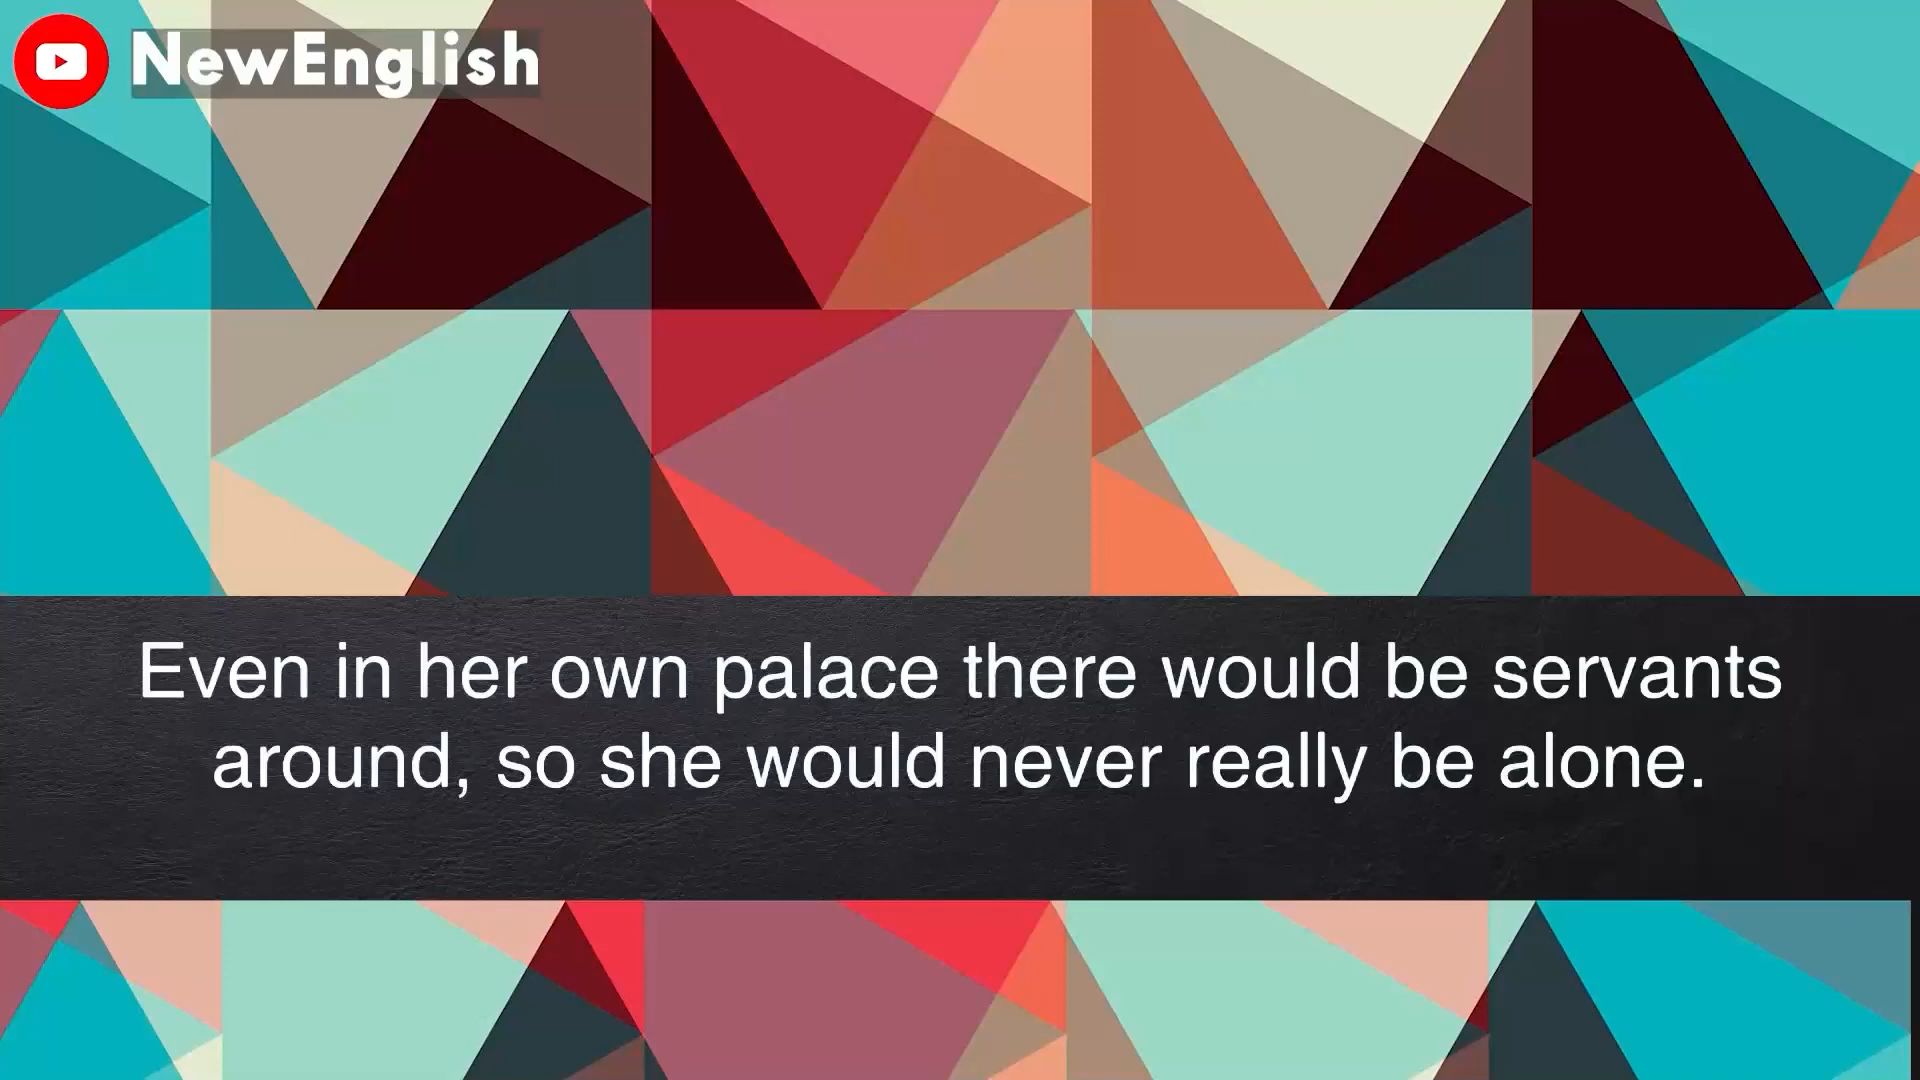 NewEnglish
Even in her own palace there would be servants
around, so she would never really be alone.